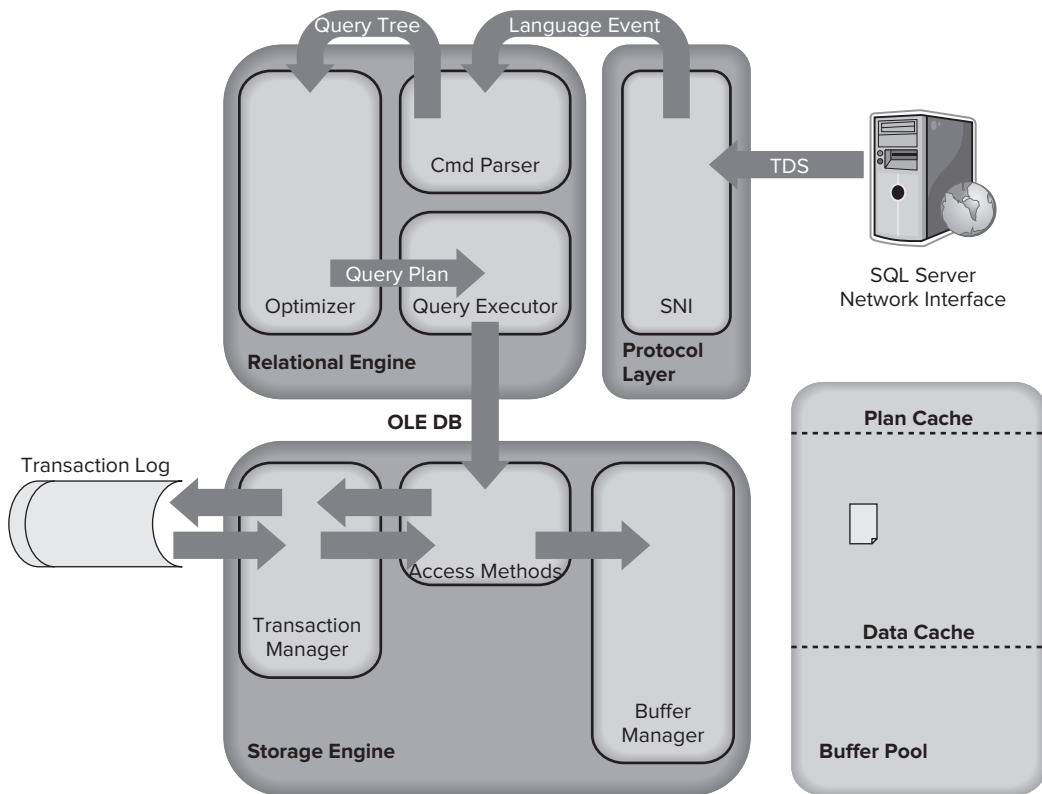 Query Tree
Language Event
Cmd Parser
TDS
Query Plan
Optimizer
Query Executor
SNI
SQL Server
Network Interface
Relational Engine
Protocol
Layer
OLE DB
Plan Cache
Transaction Log
Access Methods
Transaction
Manager
Data Cache
Buffer
Manager
Storage Engine
Buffer Pool